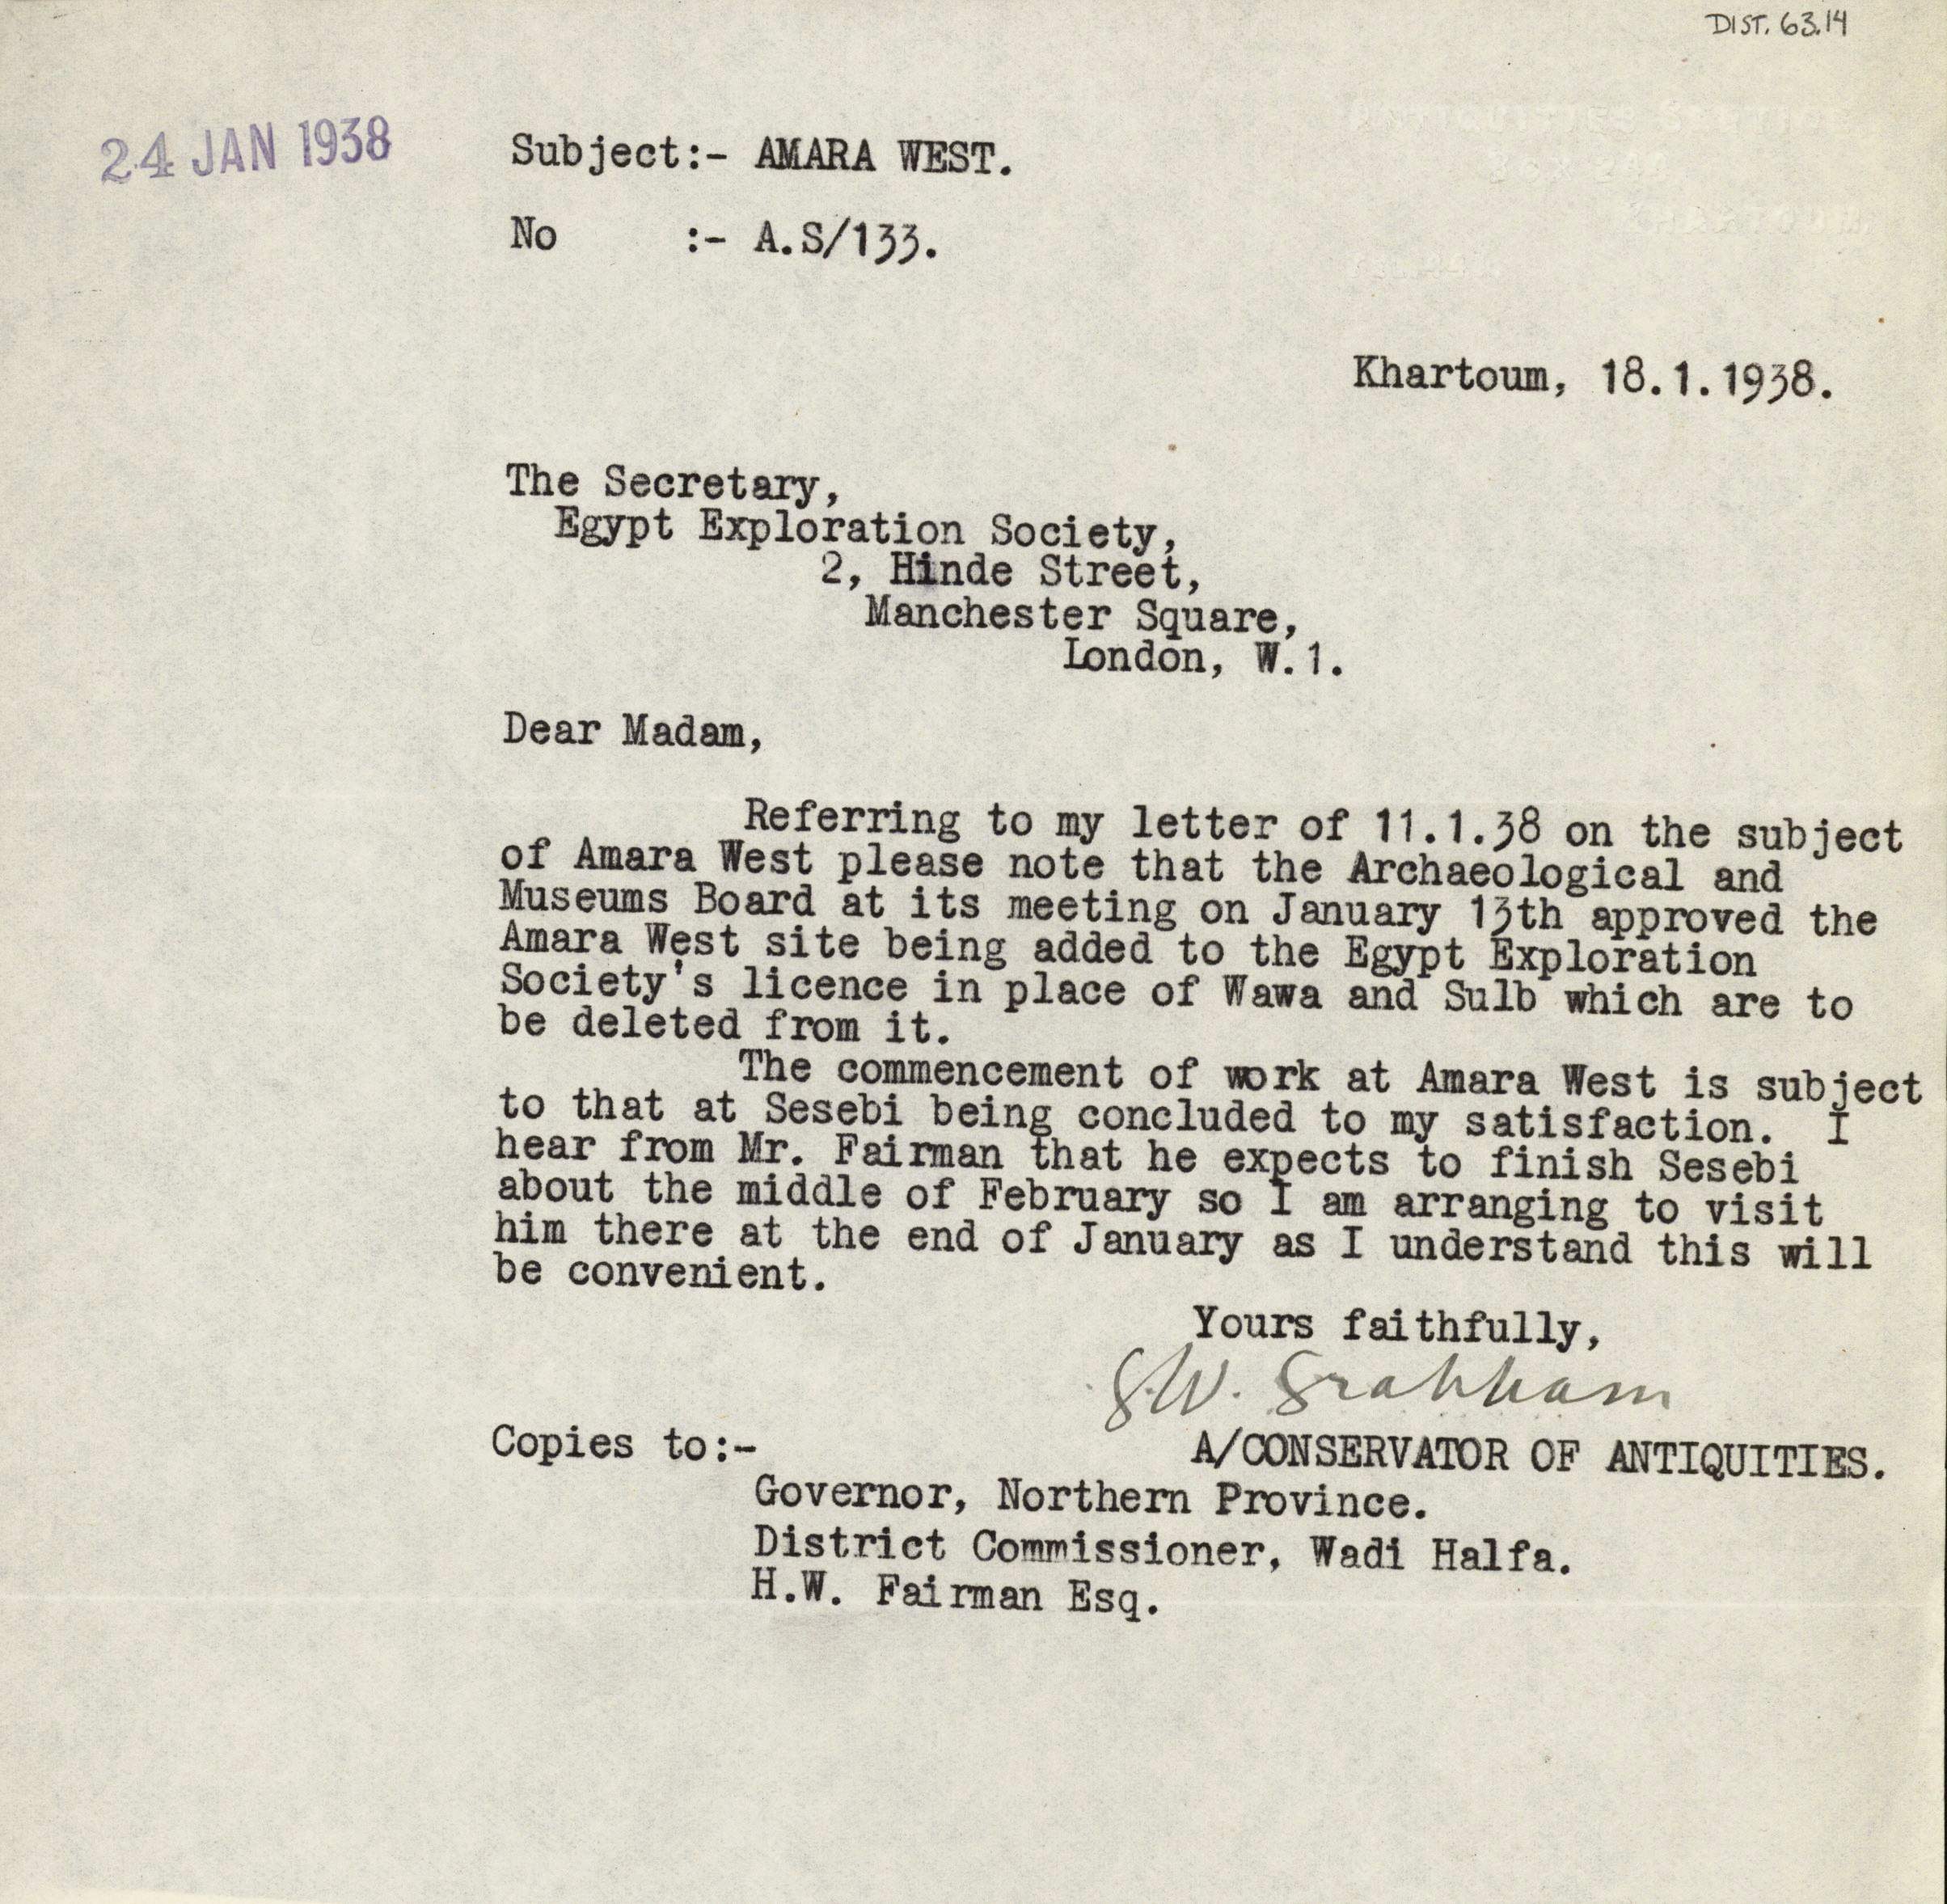 DIST. 63.14
24 JAN 1938
Subject:- AMARA WEST.
No :- A.S/133.
Khartoum, 18.1.1938.
The Secretary,
Egypt Exploration Society,
2, Hinde Street,
Manchester Square,
London, W.1.
Dear Madam,
Referring to my letter of 11.1.38 on the subject
of Amara West please note that the Archaeological and
Museums Board at its meeting on January 13th approved the
Amara West site being added to the Egypt Exploration
Society's licence in place of Wawa and Sulb which are to
be deleted from it.
The commencement of work at Amara West is subject
to that at Sesebi being concluded to my satisfaction. I
hear from Mr. Fairman that he expects to finish Sesebi
about the middle of February so I am arranging to visit
him there at the end of January as I understand this will
be convenient.
Yours faithfully,
G.W. Grabham
Copies to:-
A/CONSERVATOR OF ANTIQUITIES.
Governor, Northern Province.
District Commissioner, Wadi Halfa.
H.W. Fairman Esq.